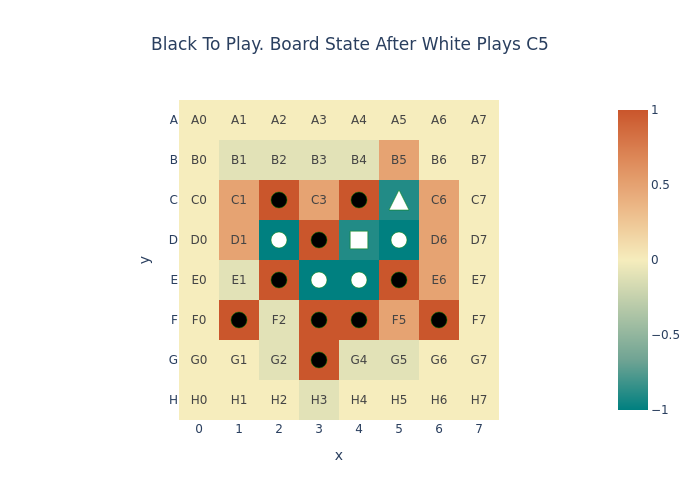 Black To Play. Board State After White Plays C5
A A0 A1 A2 A3 A4 A5 A6 A7
B B0 B1 B2 B3 B4 B5 B6 B7
C C0 C1 C3 C6 C7
D D0 D1 D6 D7
E E0 E1 E6 E7
F F0 F2 F5 F7
G G0 G1 G2 G4 G5 G6 G7
H H0 H1 H2 H3 H4 H5 H6 H7
0 1 2 3 4 5 6 7
x
y
1
0.5
0
−0.5
−1